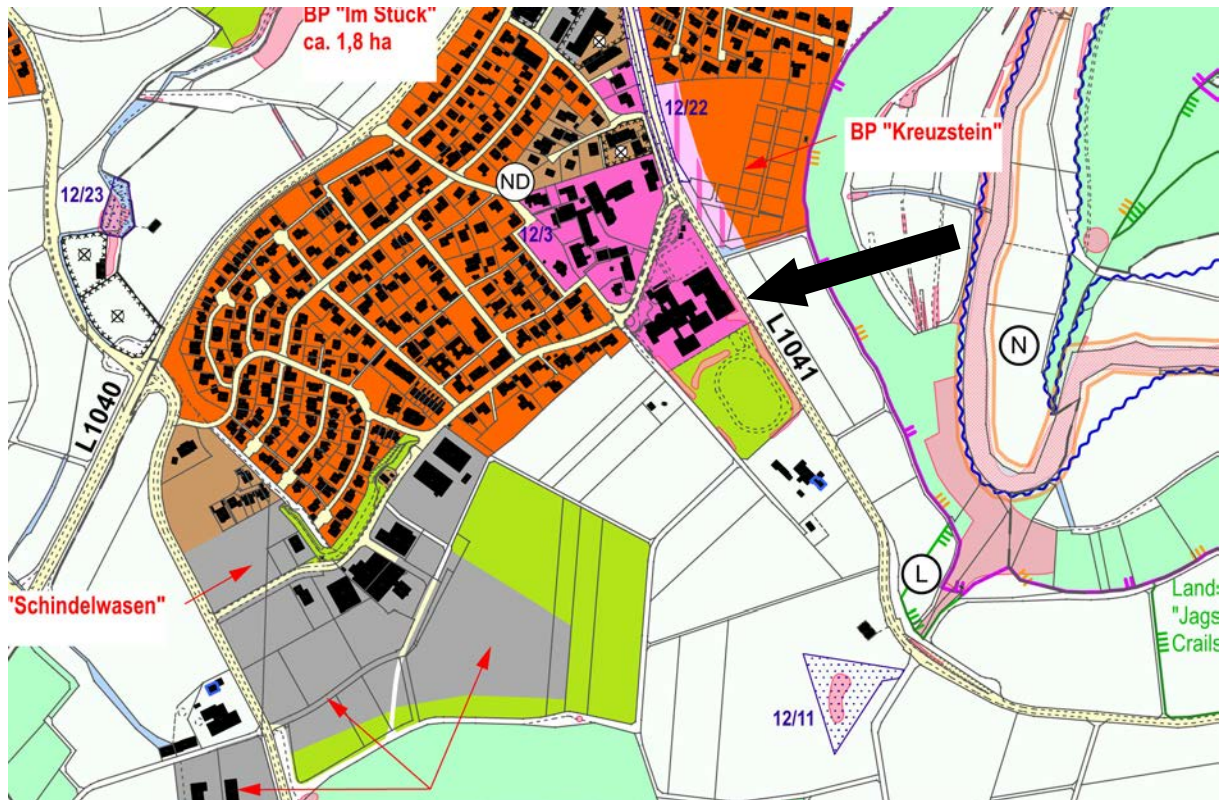 BP "Im Stück"
ca. 1,8 ha
12/22
BP "Kreuzstein"
ND
12/23
12/3
N
L1040
L1041
L
"Schindelwasen"
Lands
"Jags
Crails
12/11